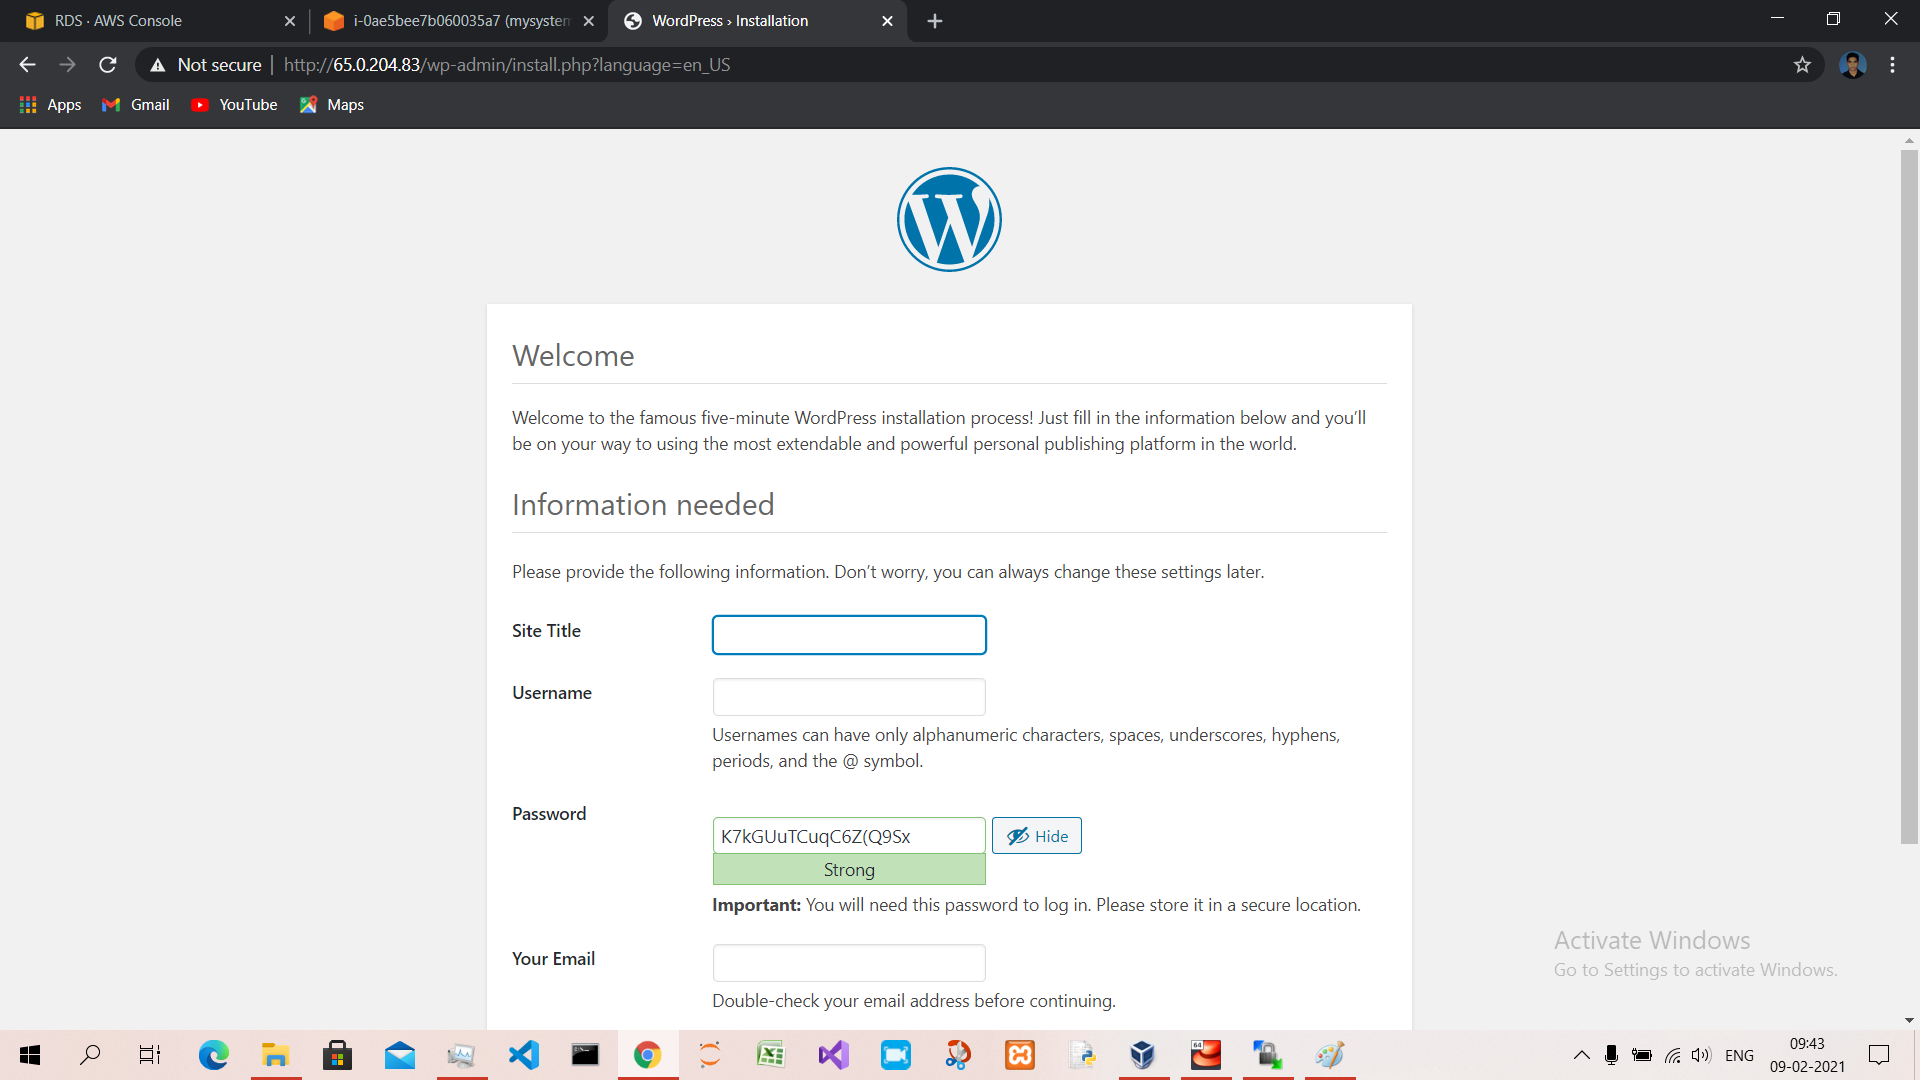 RDS · AWS Console
i-0ae5bee7b060035a7 (mysystem
WordPress › Installation
Not secure
http://65.0.204.83/wp-admin/install.php?language=en_US
Apps
Gmail
YouTube
Maps
W
Welcome
Welcome to the famous five-minute WordPress installation process! Just fill in the information below and you’ll
be on your way to using the most extendable and powerful personal publishing platform in the world.
Information needed
Please provide the following information. Don’t worry, you can always change these settings later.
Site Title
Username
Usernames can have only alphanumeric characters, spaces, underscores, hyphens,
periods, and the @ symbol.
Password
K7kGUuTCuqC6Z(Q9Sx
Hide
Strong
Important: You will need this password to log in. Please store it in a secure location.
Your Email
Double-check your email address before continuing.
Activate Windows
Go to Settings to activate Windows.
64
ENG
09:43
09-02-2021